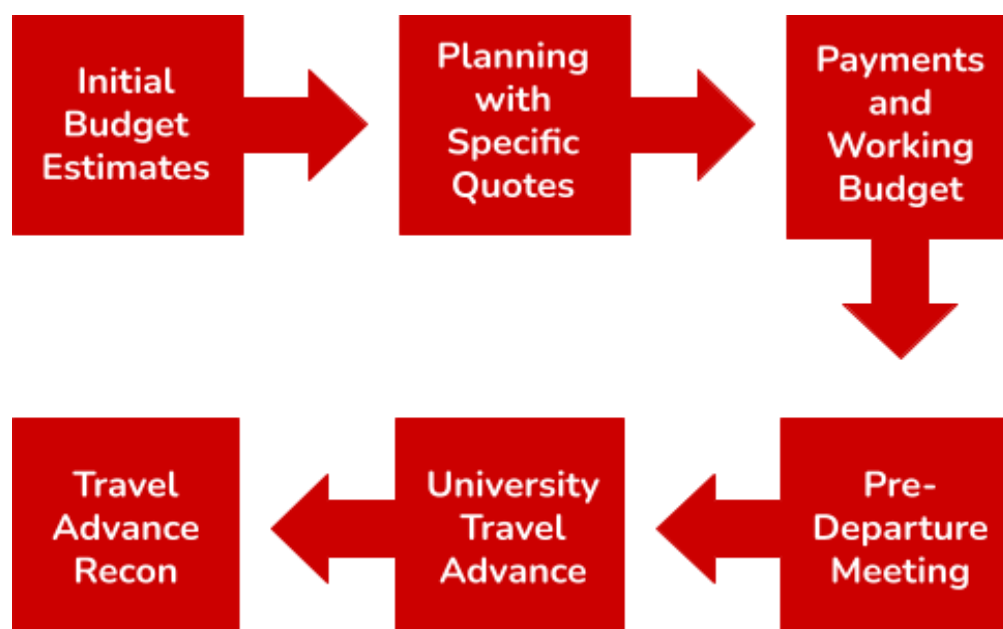 Initial
Budget
Estimates
Planning
with
Specific
Quotes
Payments
and
Working
Budget
Pre-
Departure
Meeting
University
Travel
Advance
Travel
Advance
Recon